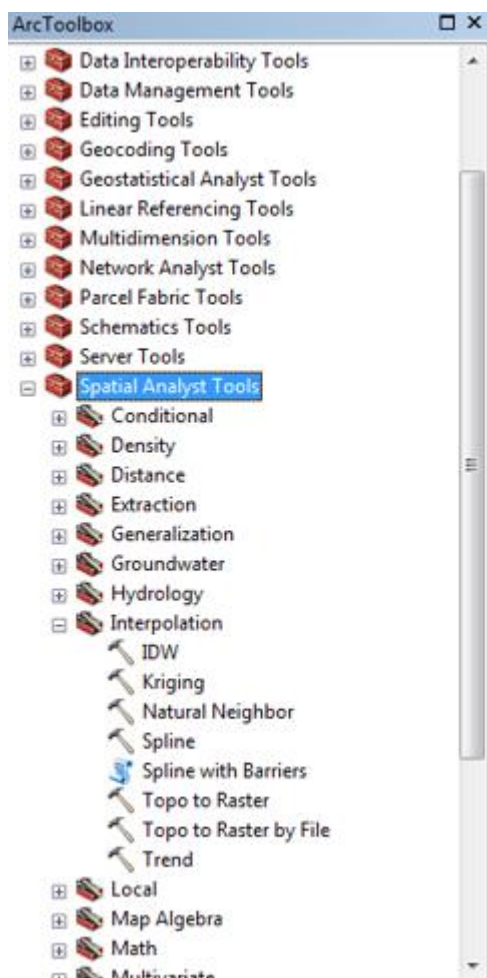 ArcToolbox
Data Interoperability Tools
Data Management Tools
Editing Tools
Geocoding Tools
Geostatistical Analyst Tools
Linear Referencing Tools
Multidimension Tools
Network Analyst Tools
Parcel Fabric Tools
Schematics Tools
Server Tools
Spatial Analyst Tools
Conditional
Density
Distance
Extraction
Generalization
Groundwater
Hydrology
Interpolation
IDW
Kriging
Natural Neighbor
Spline
Spline with Barriers
Topo to Raster
Topo to Raster by File
Trend
Local
Map Algebra
Math
Multivariate